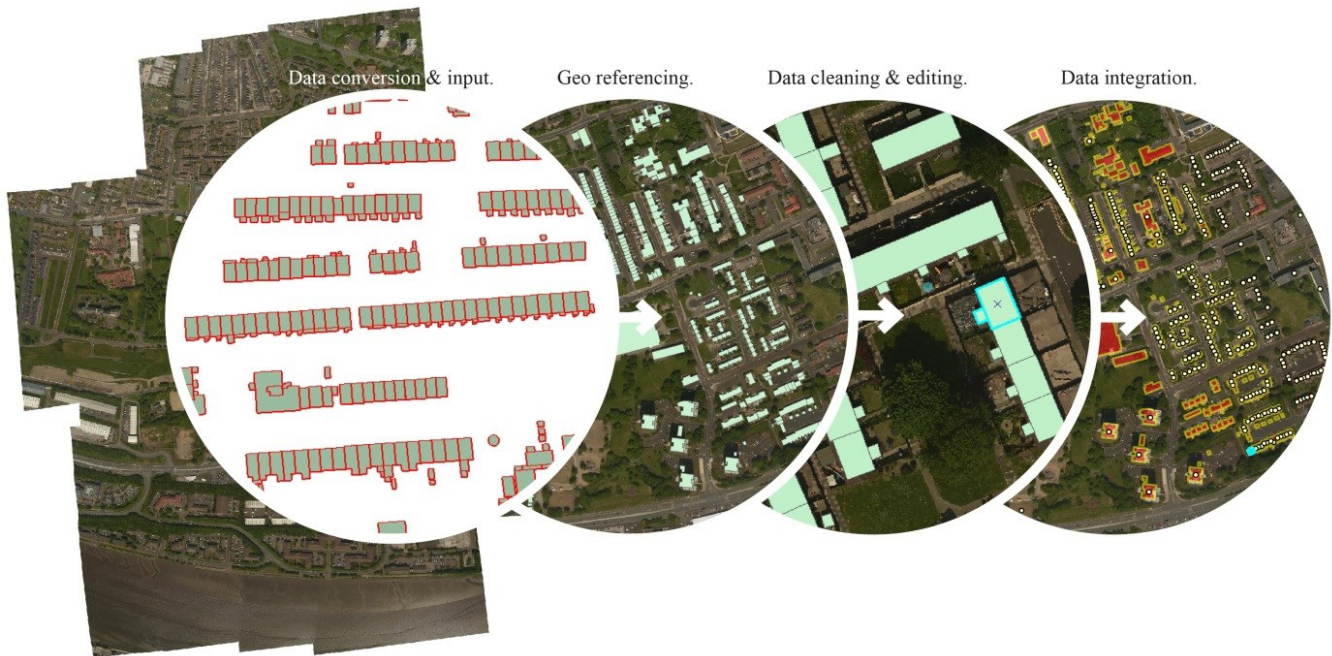 Data conversion & input.
Geo referencing.
Data cleaning & editing.
Data integration.